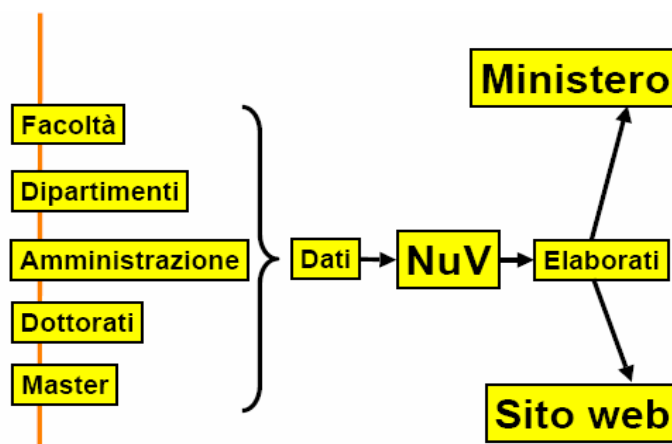 Facoltà
Dipartimenti
Amministrazione
Dottorati
Master
Dati
NuV
Elaborati
Ministero
Sito web